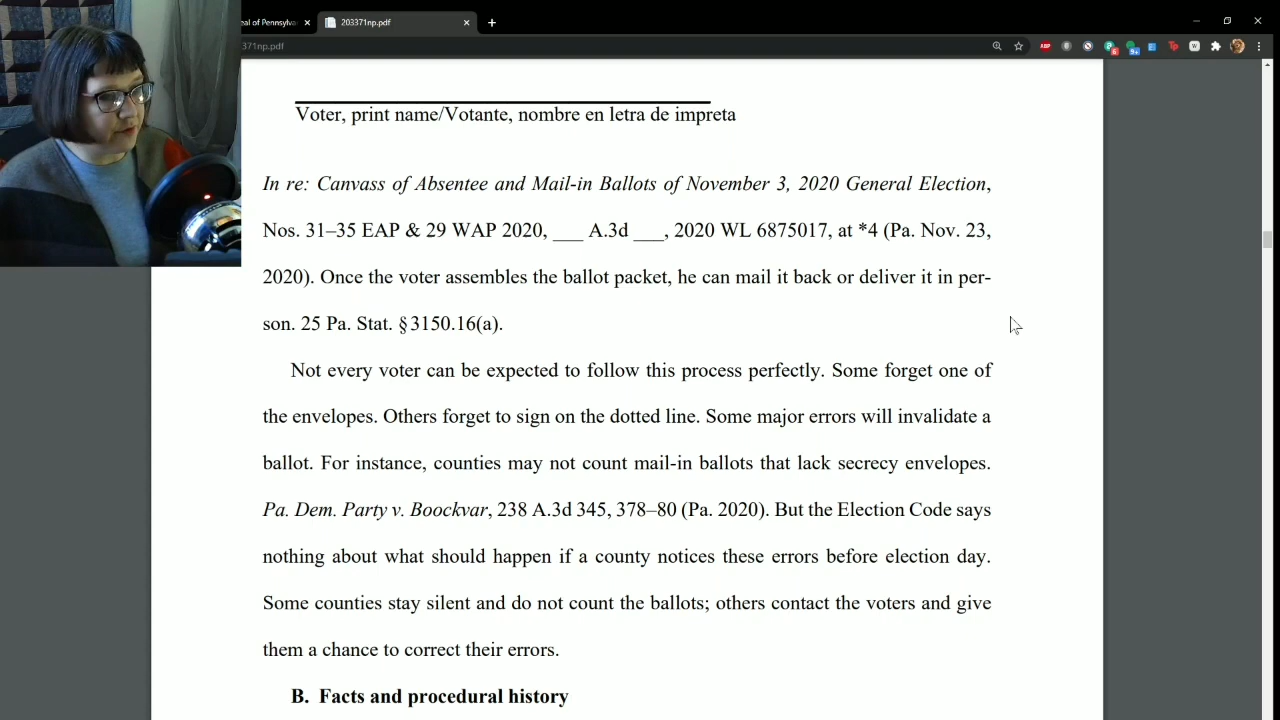 eal of Pennsylva
203371np.pdf
371np.pdf
Voter, print name/Votante, nombre en letra de impreta
In re: Canvass of Absentee and Mail-in Ballots of November 3, 2020 General Election,
Nos. 31–35 EAP & 29 WAP 2020, ___ A.3d ___, 2020 WL 6875017, at *4 (Pa. Nov. 23,
2020). Once the voter assembles the ballot packet, he can mail it back or deliver it in per-
son. 25 Pa. Stat. § 3150.16(a).
Not every voter can be expected to follow this process perfectly. Some forget one of
the envelopes. Others forget to sign on the dotted line. Some major errors will invalidate a
ballot. For instance, counties may not count mail-in ballots that lack secrecy envelopes.
Pa. Dem. Party v. Boockvar, 238 A.3d 345, 378–80 (Pa. 2020). But the Election Code says
nothing about what should happen if a county notices these errors before election day.
Some counties stay silent and do not count the ballots; others contact the voters and give
them a chance to correct their errors.
B. Facts and procedural history